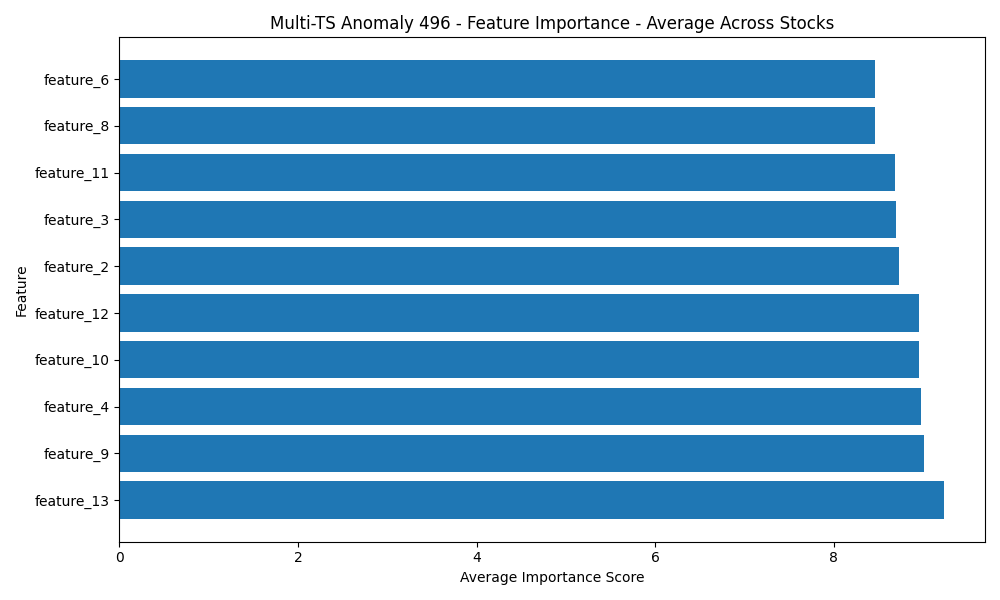 Multi-TS Anomaly 496 - Feature Importance - Average Across Stocks
feature_6
feature_8
feature_11
feature_3
feature_2
feature_12
feature_10
feature_4
feature_9
feature_13
Feature
0 2 4 6 8
Average Importance Score